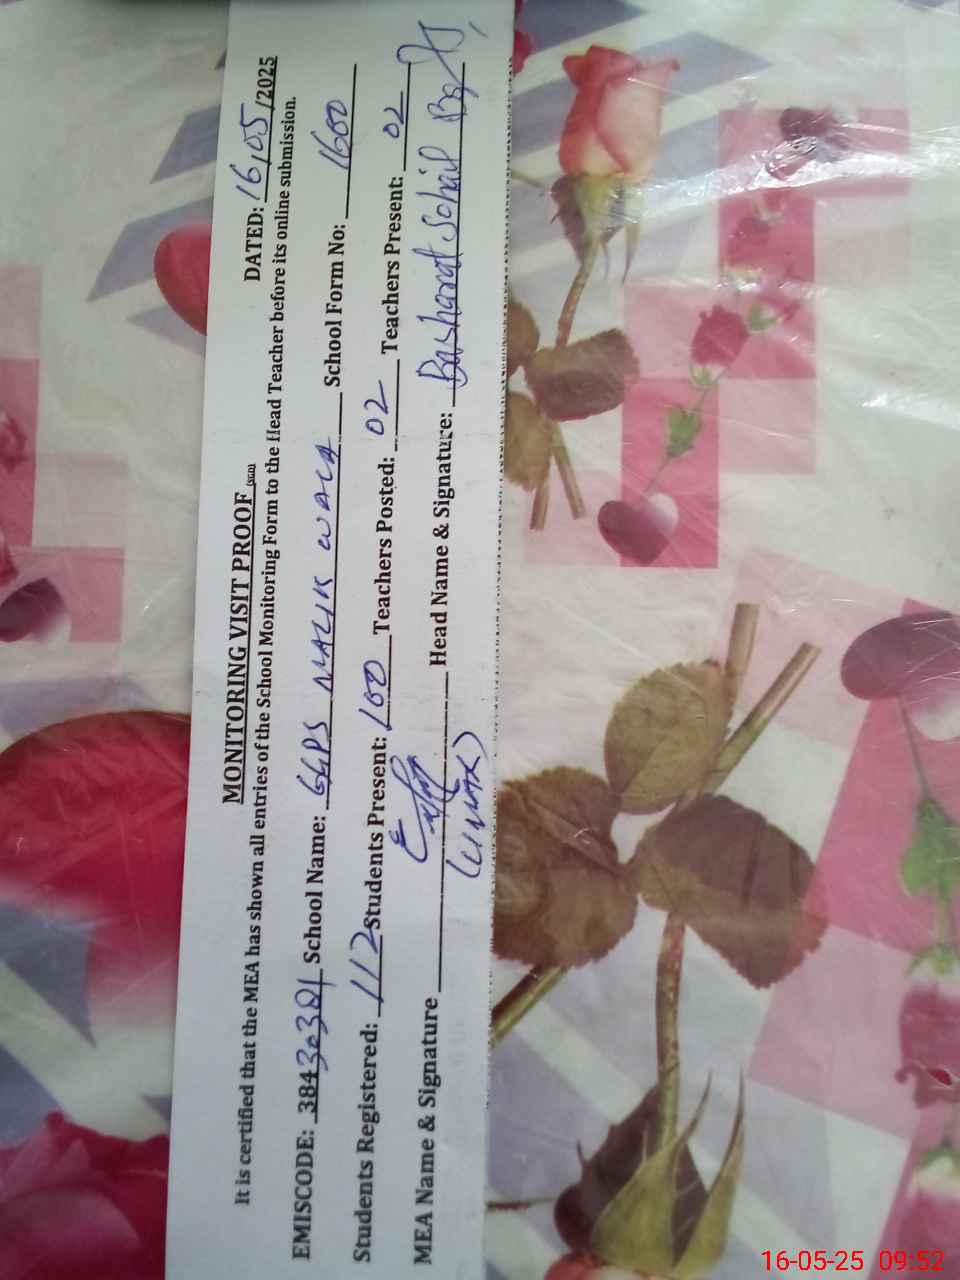 MONITORING VISIT PROOF (SED)
DATED: 16/05/2025
It is certified that the MEA has shown all entries of the School Monitoring Form to the Head Teacher before its online submission.
EMISCODE: 38430381 School Name: GGPS MALIK WALA School Form No: 1600
Students Registered: 112 Students Present: 100 Teachers Posted: 02 Teachers Present: 02
MEA Name & Signature Head Name & Signature: Basharat Sohail
16-05-25 09:52